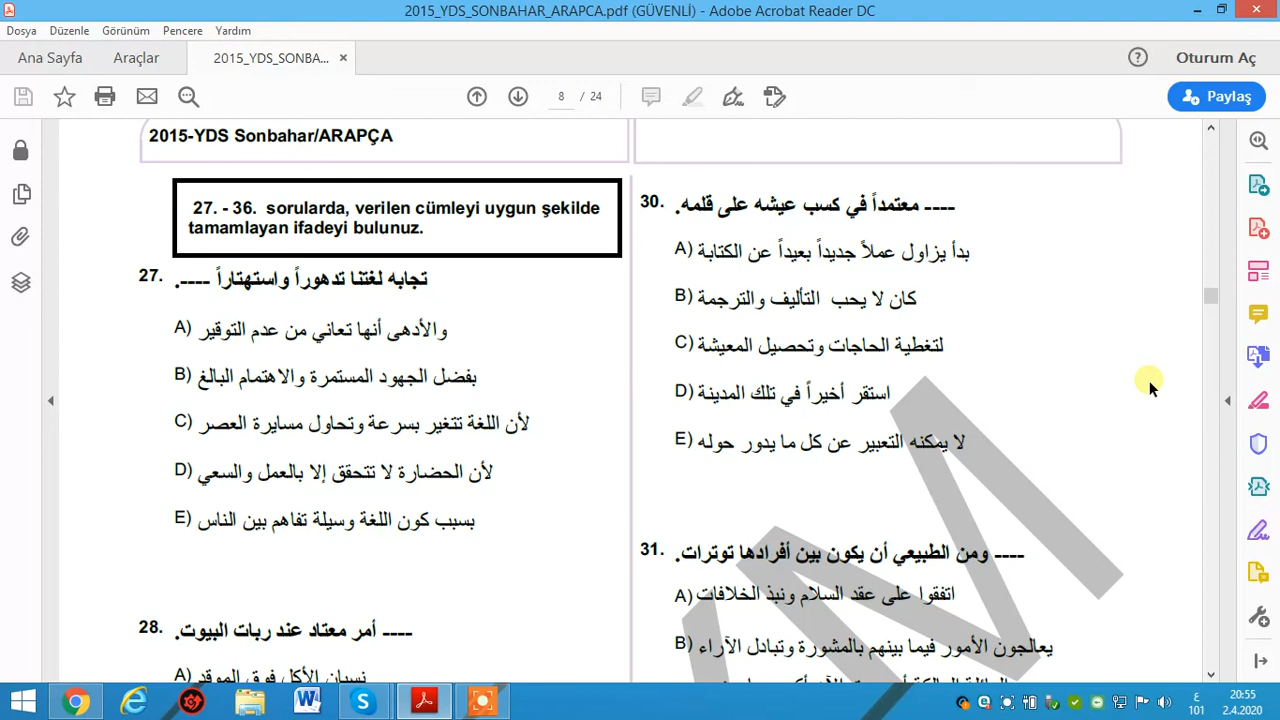 2015_YDS_SONBAHAR_ARAPCA.pdf (GÜVENLİ) - Adobe Acrobat Reader DC
Dosya Düzenle Görünüm Pencere Yardım
Ana Sayfa Araçlar 2015_YDS_SONBA... Oturum Aç
8 / 24 Paylaş
2015-YDS Sonbahar/ARAPÇA
27. - 36. sorularda, verilen cümleyi uygun şekilde
tamamlayan ifadeyi bulunuz.
27. تجابه لغتنا تدهوراً واستهتاراً ----.
A) والأدهى أنها تعاني من عدم التوقير
B) بفضل الجهود المستمرة والاهتمام البالغ
C) لأن اللغة تتغير بسرعة وتحاول مسايرة العصر
D) لأن الحضارة لا تتحقق إلا بالعمل والسعي
E) بسبب كون اللغة وسيلة تفاهم بين الناس
28. ---- أمر معتاد عند ربات البيوت.
A) نسيان الأكل فوق الموقد
30. ---- معتمداً في كسب عيشه على قلمه.
A) بدأ يزاول عملاً جديداً بعيداً عن الكتابة
B) كان لا يحب التأليف والترجمة
C) لتغطية الحاجات وتحصيل المعيشة
D) استقر أخيراً في تلك المدينة
E) لا يمكنه التعبير عن كل ما يدور حوله
31. ---- ومن الطبيعي أن يكون بين أفرادها توترات.
A) اتفقوا على عقد السلام ونبذ الخلافات
B) يعالجون الأمور فيما بينهم بالمشورة وتبادل الآراء
ع 20:55
101 2.4.2020